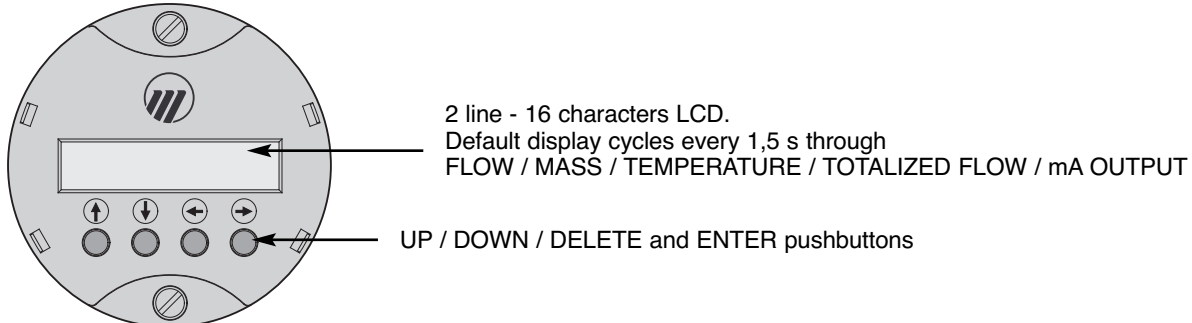 2 line - 16 characters LCD.
Default display cycles every 1,5 s through
FLOW / MASS / TEMPERATURE / TOTALIZED FLOW / mA OUTPUT
UP / DOWN / DELETE and ENTER pushbuttons